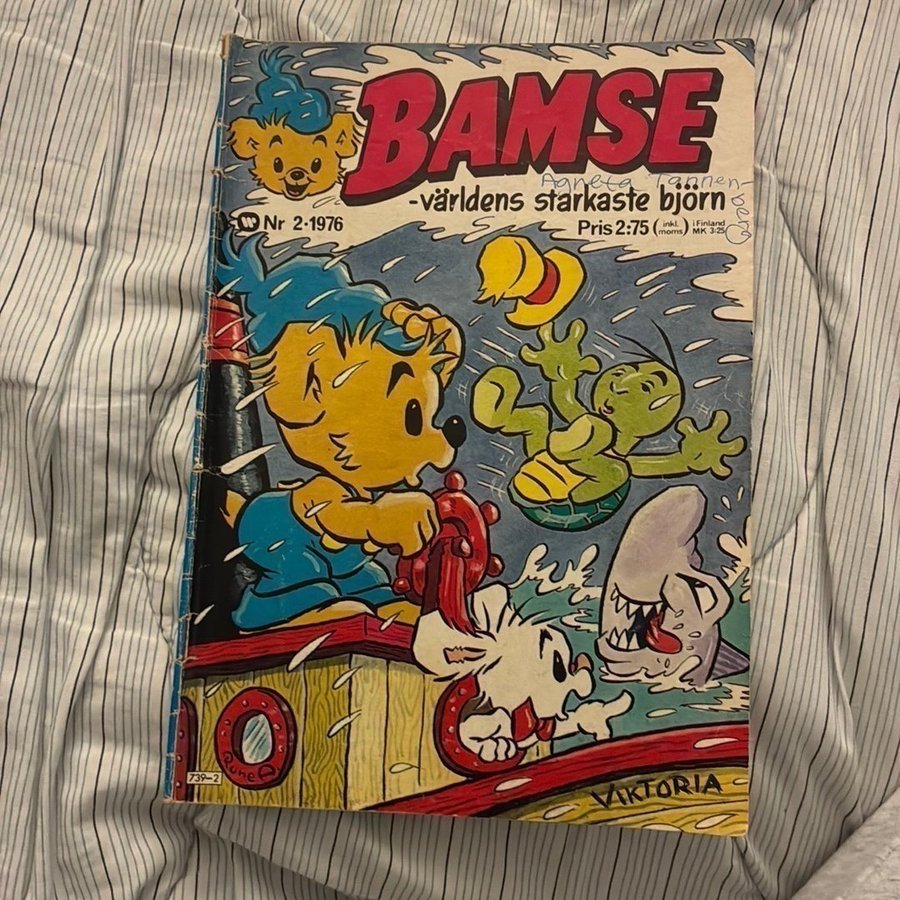 BAMSE
Agneta Tannen-
berg
-världens starkaste björn
Nr 2·1976
Pris 2:75 (inkl. moms) i Finland MK 3:25
739-2
Rune A
VIKTORIA